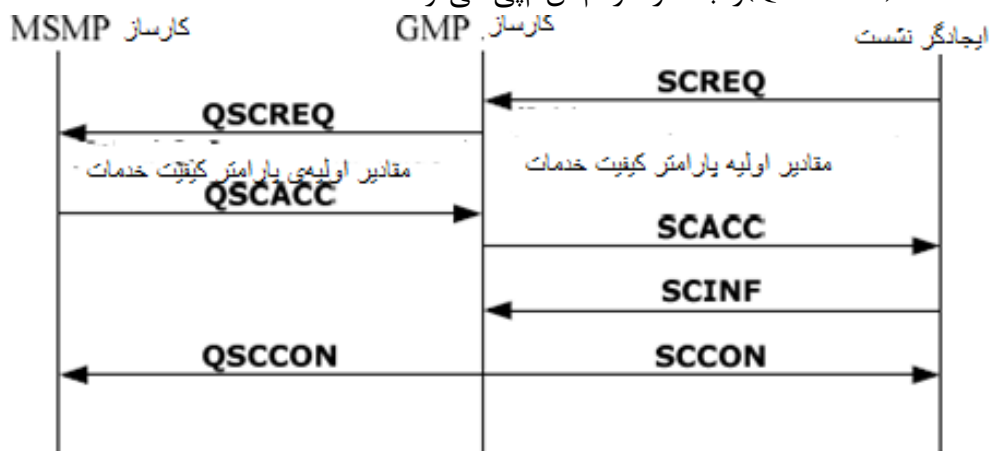 کارساز MSMP
کارساز GMP
ایجادگر نشست
SCREQ
QSCREQ
مقادیر اولیه‌ی پارامتر کیفیت خدمات
مقادیر اولیه پارامتر کیفیت خدمات
QSCACC
SCACC
SCINF
QSCCON
SCCON